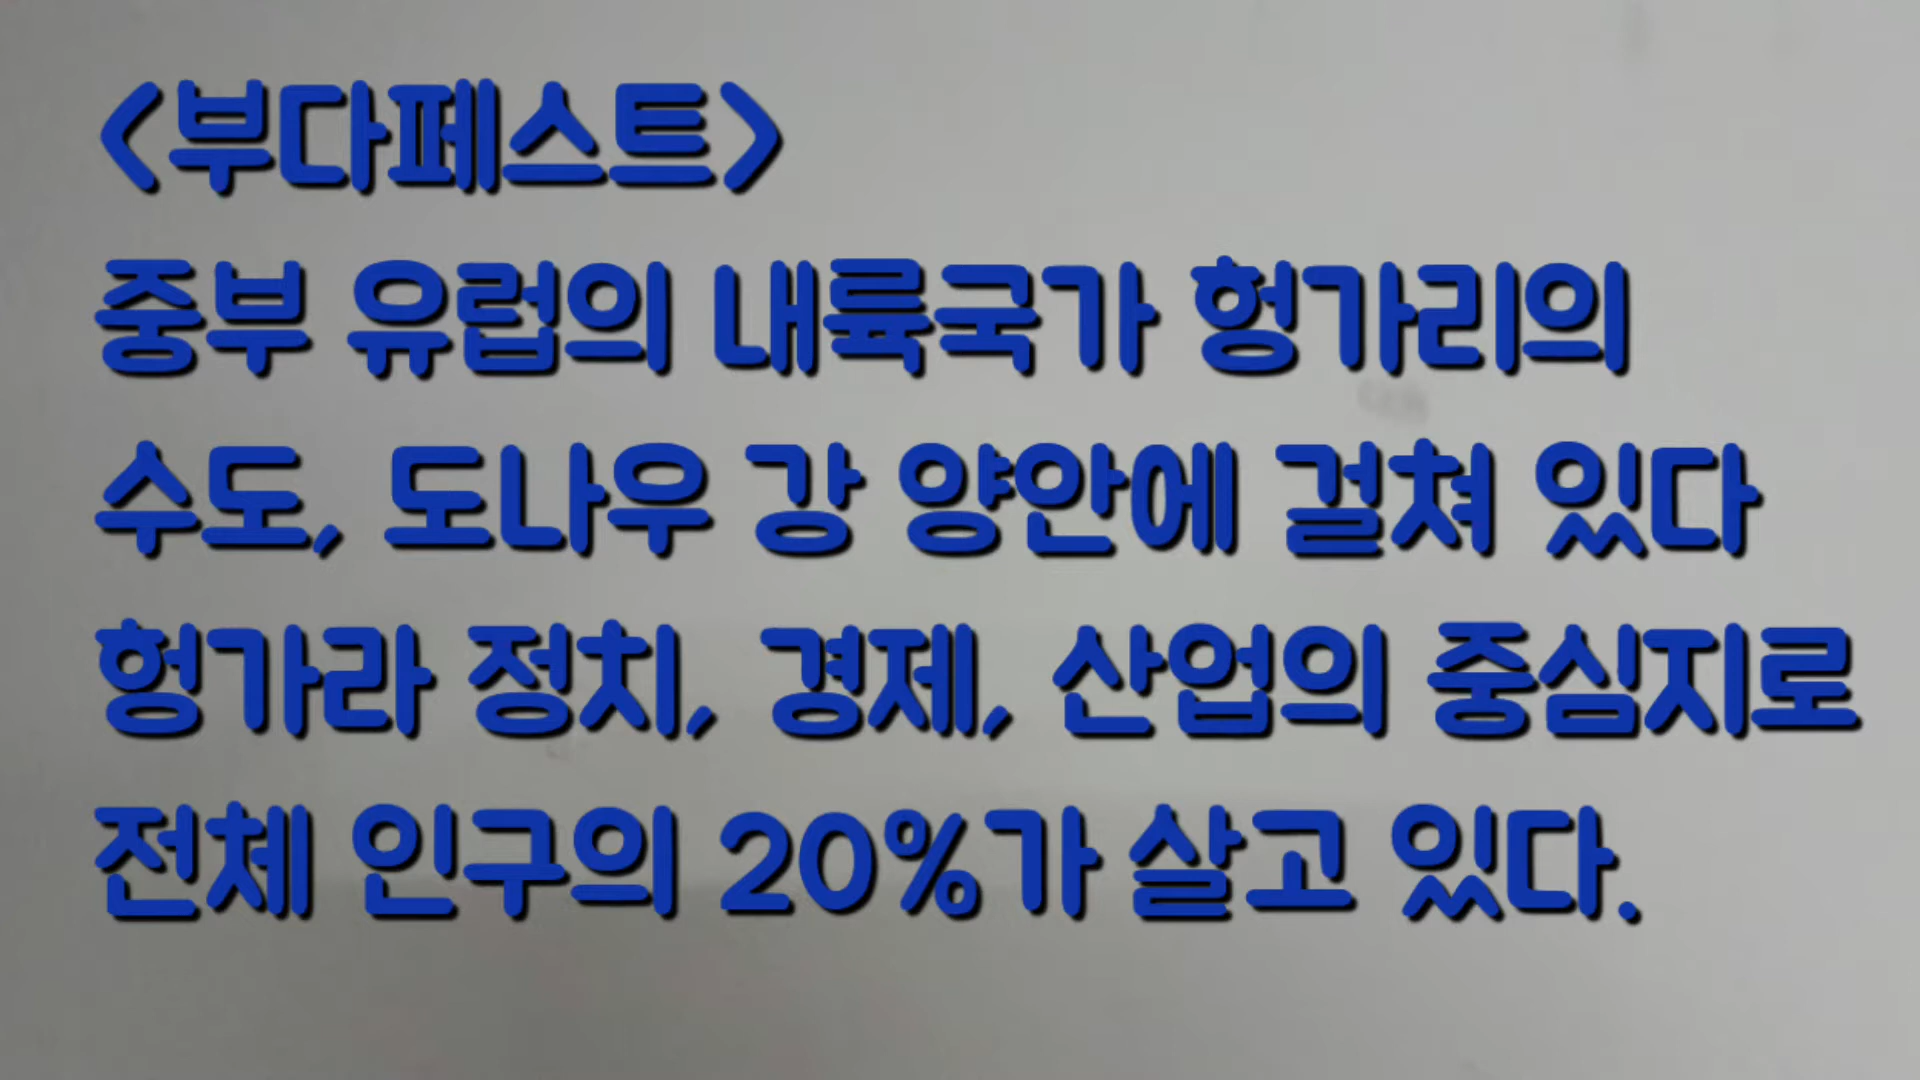 <부다페스트>
중부 유럽의 내륙국가 헝가리의
수도, 도나우 강 양안에 걸쳐 있다
헝가라 정치, 경제, 산업의 중심지로
전체 인구의 20%가 살고 있다.